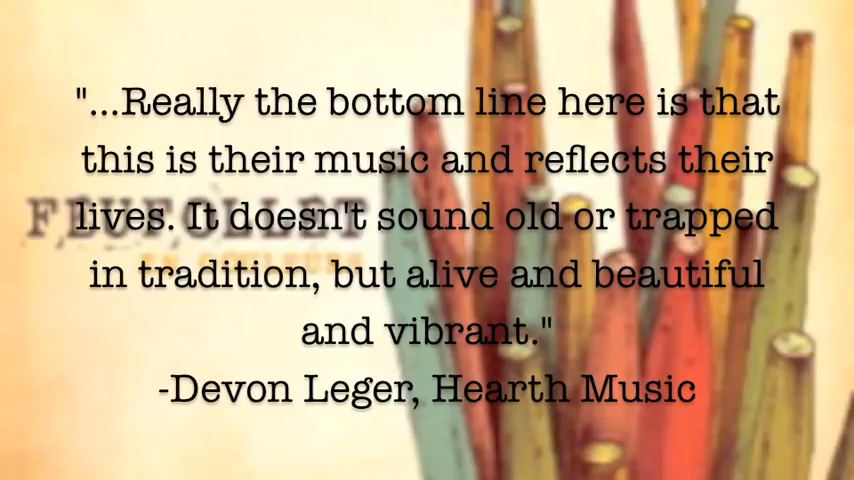 "...Really the bottom line here is that
this is their music and reflects their
lives. It doesn't sound old or trapped
in tradition, but alive and beautiful
and vibrant."
-Devon Leger, Hearth Music